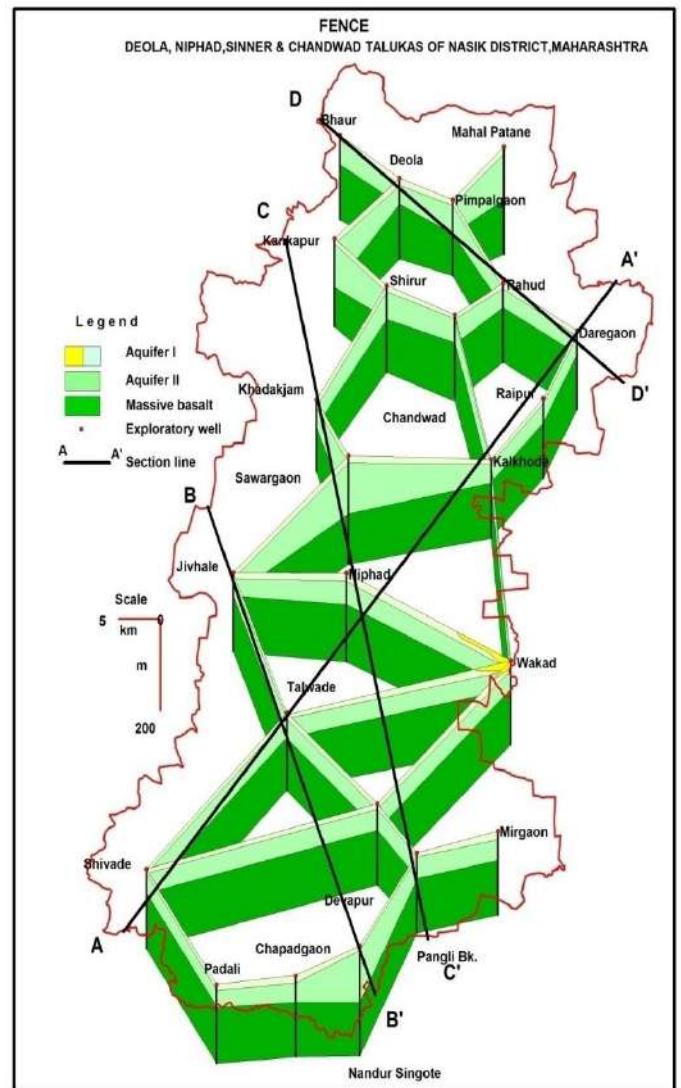 FENCE
DEOLA, NIPHAD,SINNER & CHANDWAD TALUKAS OF NASIK DISTRICT,MAHARASHTRA
D
Bhaur
Mahal Patane
Deola
Pimpalgaon
C
Kankapur
A'
Shirur
Rahud
Legend
Aquifer I
Aquifer II
Massive basalt
Exploratory well
A A' Section line
Daregaon
D'
Khadakjam
Raipur
Chandwad
Kalkhode
Sawargaon
B
Jivhale
Niphad
Scale
5 0
km
m
200
Wakad
Talwade
Mirgaon
Shivade
Devapur
A
Chapadgaon
Pangli Bk.
C'
Padali
B'
Nandur Singote